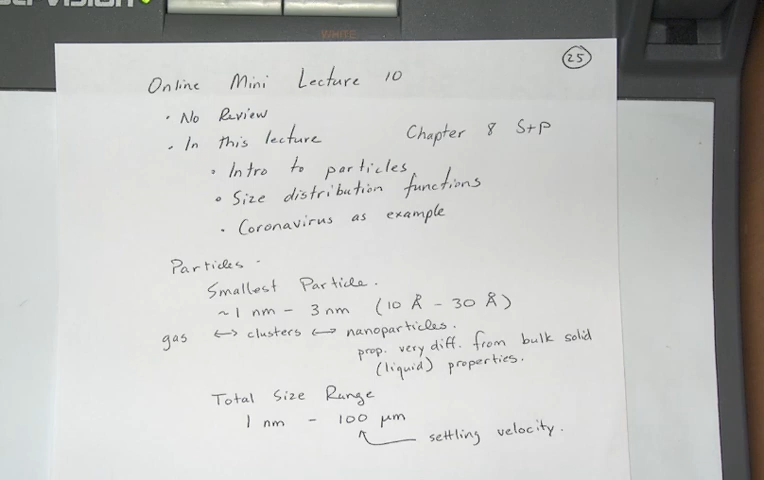 WHITE
25
Online Mini Lecture 10
• No Review
• In this lecture Chapter 8 S+P
• Intro to particles
• Size distribution functions
• Coronavirus as example
Particles -
Smallest Particle.
~1 nm - 3 nm (10 Å - 30 Å)
gas ↔ clusters ↔ nanoparticles.
prop. very diff. from bulk solid
(liquid) properties.
Total Size Range
1 nm - 100 μm
settling velocity.